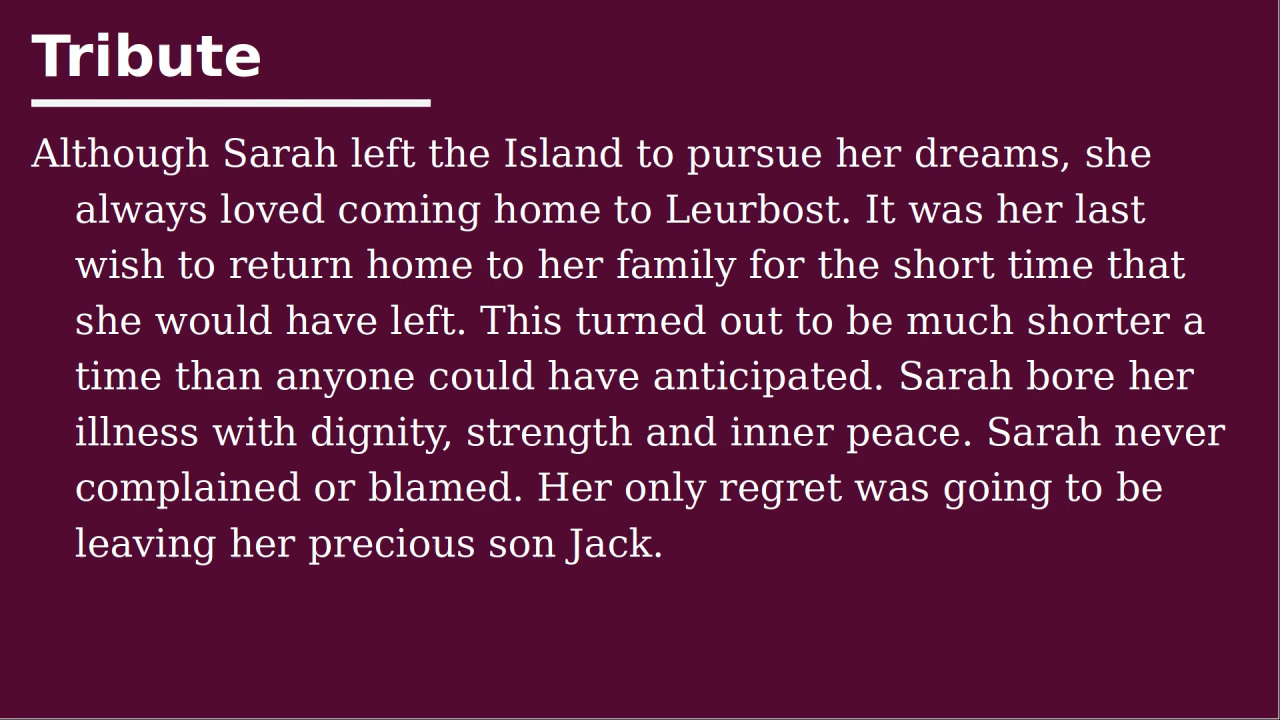 Tribute
Although Sarah left the Island to pursue her dreams, she
always loved coming home to Leurbost. It was her last
wish to return home to her family for the short time that
she would have left. This turned out to be much shorter a
time than anyone could have anticipated. Sarah bore her
illness with dignity, strength and inner peace. Sarah never
complained or blamed. Her only regret was going to be
leaving her precious son Jack.